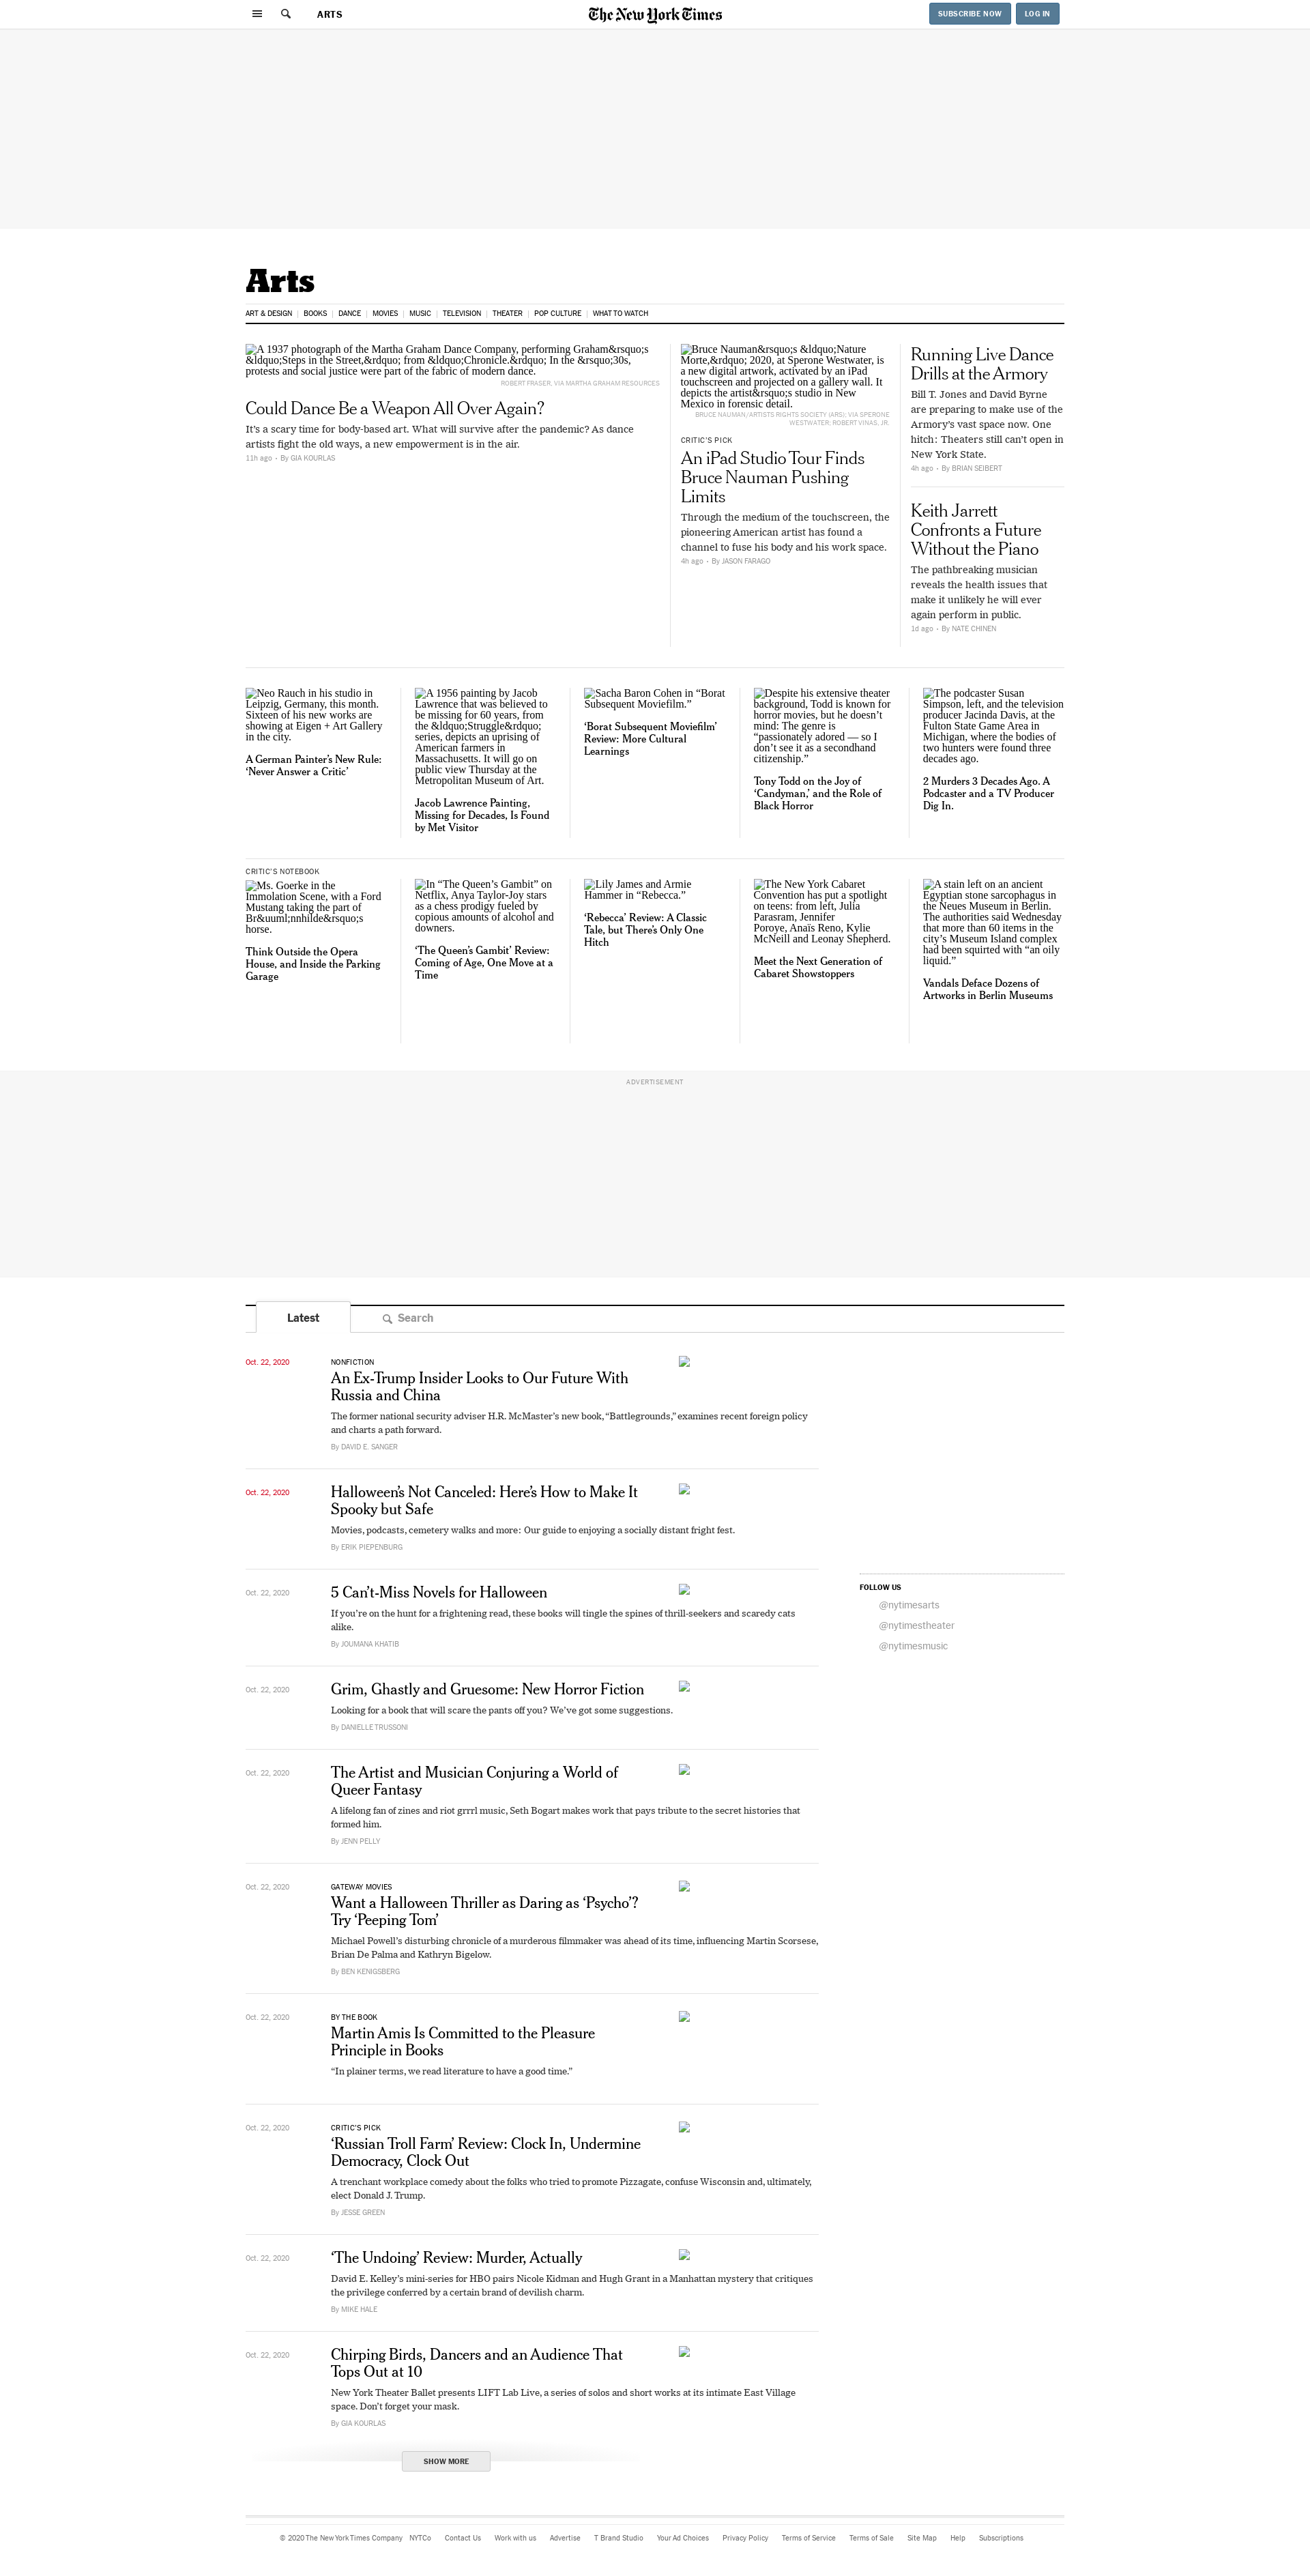 ARTS
The New York Times
SUBSCRIBE NOW
LOG IN
Arts
ART & DESIGN | BOOKS | DANCE | MOVIES | MUSIC | TELEVISION | THEATER | POP CULTURE | WHAT TO WATCH
A 1937 photograph of the Martha Graham Dance Company, performing Graham&rsquo;s
&ldquo;Steps in the Street,&rdquo; from &ldquo;Chronicle.&rdquo; In the &rsquo;30s,
protests and social justice were part of the fabric of modern dance.
ROBERT FRASER, VIA MARTHA GRAHAM RESOURCES
Could Dance Be a Weapon All Over Again?
It’s a scary time for body-based art. What will survive after the pandemic? As dance
artists fight the old ways, a new empowerment is in the air.
11h ago • By GIA KOURLAS
Bruce Nauman&rsquo;s &ldquo;Nature
Morte,&rdquo; 2020, at Sperone Westwater, is
a new digital artwork, activated by an iPad
touchscreen and projected on a gallery wall. It
depicts the artist&rsquo;s studio in New
Mexico in forensic detail.
BRUCE NAUMAN/ARTISTS RIGHTS SOCIETY (ARS); VIA SPERONE
WESTWATER; ROBERT VINAS, JR.
CRITIC’S PICK
An iPad Studio Tour Finds
Bruce Nauman Pushing
Limits
Through the medium of the touchscreen, the
pioneering American artist has found a
channel to fuse his body and his work space.
4h ago • By JASON FARAGO
Running Live Dance
Drills at the Armory
Bill T. Jones and David Byrne
are preparing to make use of the
Armory’s vast space now. One
hitch: Theaters still can’t open in
New York State.
4h ago • By BRIAN SEIBERT
Keith Jarrett
Confronts a Future
Without the Piano
The pathbreaking musician
reveals the health issues that
make it unlikely he will ever
again perform in public.
1d ago • By NATE CHINEN
Neo Rauch in his studio in
Leipzig, Germany, this month.
Sixteen of his new works are
showing at Eigen + Art Gallery
in the city.
A German Painter’s New Rule:
‘Never Answer a Critic’
A 1956 painting by Jacob
Lawrence that was believed to
be missing for 60 years, from
the &ldquo;Struggle&rdquo;
series, depicts an uprising of
American farmers in
Massachusetts. It will go on
public view Thursday at the
Metropolitan Museum of Art.
Jacob Lawrence Painting,
Missing for Decades, Is Found
by Met Visitor
Sacha Baron Cohen in “Borat
Subsequent Moviefilm.”
‘Borat Subsequent Moviefilm’
Review: More Cultural
Learnings
Despite his extensive theater
background, Todd is known for
horror movies, but he doesn’t
mind: The genre is
“passionately adored — so I
don’t see it as a secondhand
citizenship.”
Tony Todd on the Joy of
‘Candyman,’ and the Role of
Black Horror
The podcaster Susan
Simpson, left, and the television
producer Jacinda Davis, at the
Fulton State Game Area in
Michigan, where the bodies of
two hunters were found three
decades ago.
2 Murders 3 Decades Ago. A
Podcaster and a TV Producer
Dig In.
CRITIC’S NOTEBOOK
Ms. Goerke in the
Immolation Scene, with a Ford
Mustang taking the part of
Br&uuml;nnhilde&rsquo;s
horse.
Think Outside the Opera
House, and Inside the Parking
Garage
In “The Queen’s Gambit” on
Netflix, Anya Taylor-Joy stars
as a chess prodigy fueled by
copious amounts of alcohol and
downers.
‘The Queen’s Gambit’ Review:
Coming of Age, One Move at a
Time
Lily James and Armie
Hammer in “Rebecca.”
‘Rebecca’ Review: A Classic
Tale, but There’s Only One
Hitch
The New York Cabaret
Convention has put a spotlight
on teens: from left, Julia
Parasram, Jennifer
Poroye, Anaïs Reno, Kylie
McNeill and Leonay Shepherd.
Meet the Next Generation of
Cabaret Showstoppers
A stain left on an ancient
Egyptian stone sarcophagus in
the Neues Museum in Berlin.
The authorities said Wednesday
that more than 60 items in the
city’s Museum Island complex
had been squirted with “an oily
liquid.”
Vandals Deface Dozens of
Artworks in Berlin Museums
ADVERTISEMENT
Latest
Search
Oct. 22, 2020
NONFICTION
An Ex-Trump Insider Looks to Our Future With
Russia and China
The former national security adviser H.R. McMaster’s new book, “Battlegrounds,” examines recent foreign policy
and charts a path forward.
By DAVID E. SANGER
Oct. 22, 2020
Halloween’s Not Canceled: Here’s How to Make It
Spooky but Safe
Movies, podcasts, cemetery walks and more: Our guide to enjoying a socially distant fright fest.
By ERIK PIEPENBURG
Oct. 22, 2020
5 Can’t-Miss Novels for Halloween
If you’re on the hunt for a frightening read, these books will tingle the spines of thrill-seekers and scaredy cats
alike.
By JOUMANA KHATIB
FOLLOW US
@nytimesarts
@nytimestheater
@nytimesmusic
Oct. 22, 2020
Grim, Ghastly and Gruesome: New Horror Fiction
Looking for a book that will scare the pants off you? We’ve got some suggestions.
By DANIELLE TRUSSONI
Oct. 22, 2020
The Artist and Musician Conjuring a World of
Queer Fantasy
A lifelong fan of zines and riot grrrl music, Seth Bogart makes work that pays tribute to the secret histories that
formed him.
By JENN PELLY
Oct. 22, 2020
GATEWAY MOVIES
Want a Halloween Thriller as Daring as ‘Psycho’?
Try ‘Peeping Tom’
Michael Powell’s disturbing chronicle of a murderous filmmaker was ahead of its time, influencing Martin Scorsese,
Brian De Palma and Kathryn Bigelow.
By BEN KENIGSBERG
Oct. 22, 2020
BY THE BOOK
Martin Amis Is Committed to the Pleasure
Principle in Books
“In plainer terms, we read literature to have a good time.”
Oct. 22, 2020
CRITIC’S PICK
‘Russian Troll Farm’ Review: Clock In, Undermine
Democracy, Clock Out
A trenchant workplace comedy about the folks who tried to promote Pizzagate, confuse Wisconsin and, ultimately,
elect Donald J. Trump.
By JESSE GREEN
Oct. 22, 2020
‘The Undoing’ Review: Murder, Actually
David E. Kelley’s mini-series for HBO pairs Nicole Kidman and Hugh Grant in a Manhattan mystery that critiques
the privilege conferred by a certain brand of devilish charm.
By MIKE HALE
Oct. 22, 2020
Chirping Birds, Dancers and an Audience That
Tops Out at 10
New York Theater Ballet presents LIFT Lab Live, a series of solos and short works at its intimate East Village
space. Don’t forget your mask.
By GIA KOURLAS
SHOW MORE
© 2020 The New York Times Company NYTCo Contact Us Work with us Advertise T Brand Studio Your Ad Choices Privacy Policy Terms of Service Terms of Sale Site Map Help Subscriptions